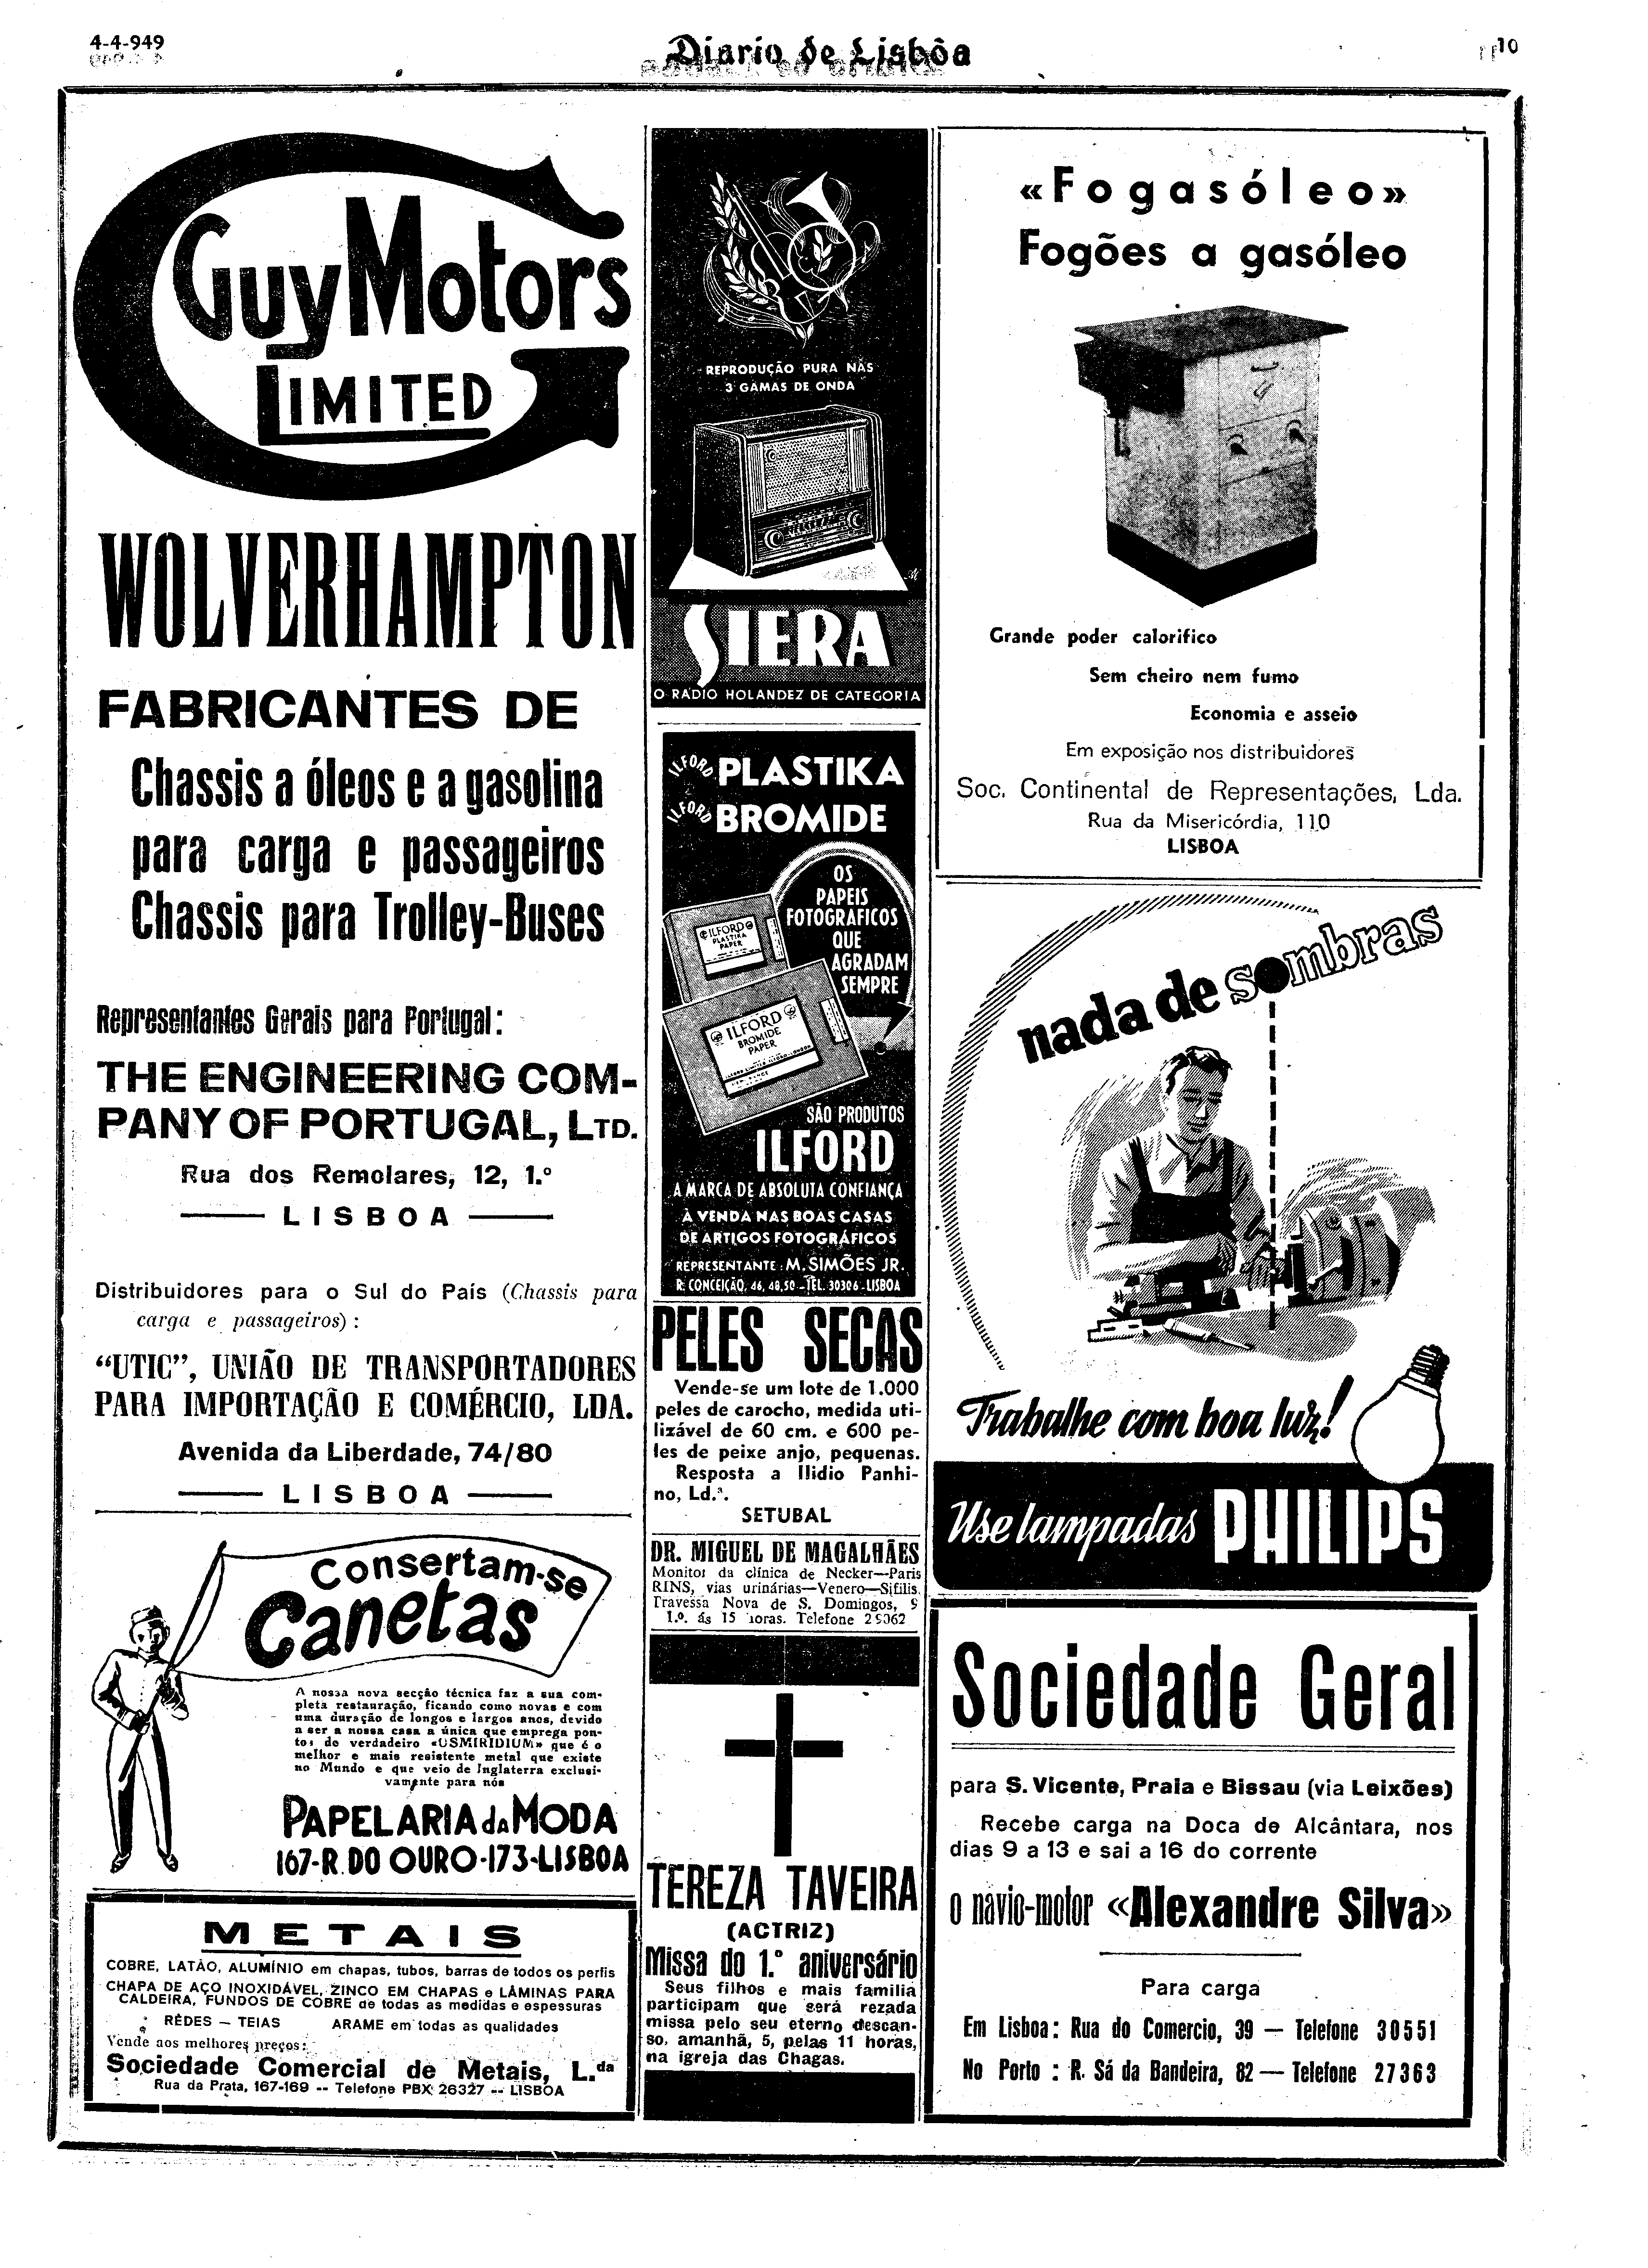 4-4-949
Diario de Lisbôa
10
Guy Motors
LIMITED
WOLVERHAMPTON
FABRICANTES DE
Chassis a óleos e a gasolina
para carga e passageiros
Chassis para Trolley-Buses
Representantes Gerais para Portugal:
THE ENGINEERING COM-
PANY OF PORTUGAL, LTD.
Rua dos Remolares, 12, 1.º
LISBOA
Distribuidores para o Sul do País (Chassis para
carga e passageiros):
“UTIC”, UNIÃO DE TRANSPORTADORES
PARA IMPORTAÇÃO E COMÉRCIO, LDA.
Avenida da Liberdade, 74/80
LISBOA
Consertam-se
Canetas
A nossa nova secção técnica faz a sua com-
pleta restauração, ficando como novas e com
uma duração de longos e largos anos, devido
a ser a nossa casa a única que emprega pon-
tos de verdadeiro «USMIRIDIUM» que é o
melhor e mais resistente metal que existe
no Mundo e que veio de Inglaterra exclusi-
vamente para nós
PAPELARIA DA MODA
167-R. DO OURO-173-LISBOA
METAIS
COBRE, LATÃO, ALUMÍNIO em chapas, tubos, barras de todos os perfis
CHAPA DE AÇO INOXIDÁVEL, ZINCO EM CHAPAS e LÂMINAS PARA
CALDEIRA, FUNDOS DE COBRE de todas as medidas e espessuras
RÊDES — TEIAS ARAME em todas as qualidades
Vende aos melhores preços:
Sociedade Comercial de Metais, L.da
Rua da Prata, 167-169 -- Telefone PBX 26327 -- LISBOA
REPRODUÇÃO PURA NAS
3 GAMAS DE ONDA
SIERA
O RADIO HOLANDEZ DE CATEGORIA
ILFORD PLASTIKA
ILFORD BROMIDE
OS
PAPEIS
FOTOGRAFICOS
QUE
AGRADAM
SEMPRE
ILFORD
PLASTIKA
PAPER
ILFORD
BROMIDE
PAPER
SÃO PRODUTOS
ILFORD
A MARCA DE ABSOLUTA CONFIANÇA
À VENDA NAS BOAS CASAS
DE ARTIGOS FOTOGRÁFICOS
REPRESENTANTE: M. SIMÕES JR.
R. CONCEIÇÃO, 46, 48, 50 - TEL. 30306 - LISBOA
PELES SECAS
Vende-se um lote de 1.000
peles de carocho, medida uti-
lizável de 60 cm. e 600 pe-
les de peixe anjo, pequenas.
Resposta a Ilidio Panhi-
no, Ld.ª.
SETUBAL
DR. MIGUEL DE MAGALHÃES
Monitor da clínica de Necker—Paris
RINS, vias urinárias—Venero—Sifilis.
Travessa Nova de S. Domingos, 9
1.º. ás 15 horas. Telefone 2 5062
TEREZA TAVEIRA
(ACTRIZ)
Missa do 1.º aniversário
Seus filhos e mais familia
participam que será rezada
missa pelo seu eterno descan-
so, amanhã, 5, pelas 11 horas,
na igreja das Chagas.
«Fogasóleo»
Fogões a gasóleo
Grande poder calorifico
Sem cheiro nem fumo
Economia e asseio
Em exposição nos distribuidores
Soc. Continental de Representações, Lda.
Rua da Misericórdia, 110
LISBOA
nada de sombras
Trabalhe com boa luz!
Use lampadas PHILIPS
Sociedade Geral
para S. Vicente, Praia e Bissau (via Leixões)
Recebe carga na Doca de Alcântara, nos
dias 9 a 13 e sai a 16 do corrente
o navio-motor «Alexandre Silva»
Para carga
Em Lisboa: Rua do Comercio, 39 — Telefone 30551
No Porto : R. Sá da Bandeira, 82 — Telefone 27363